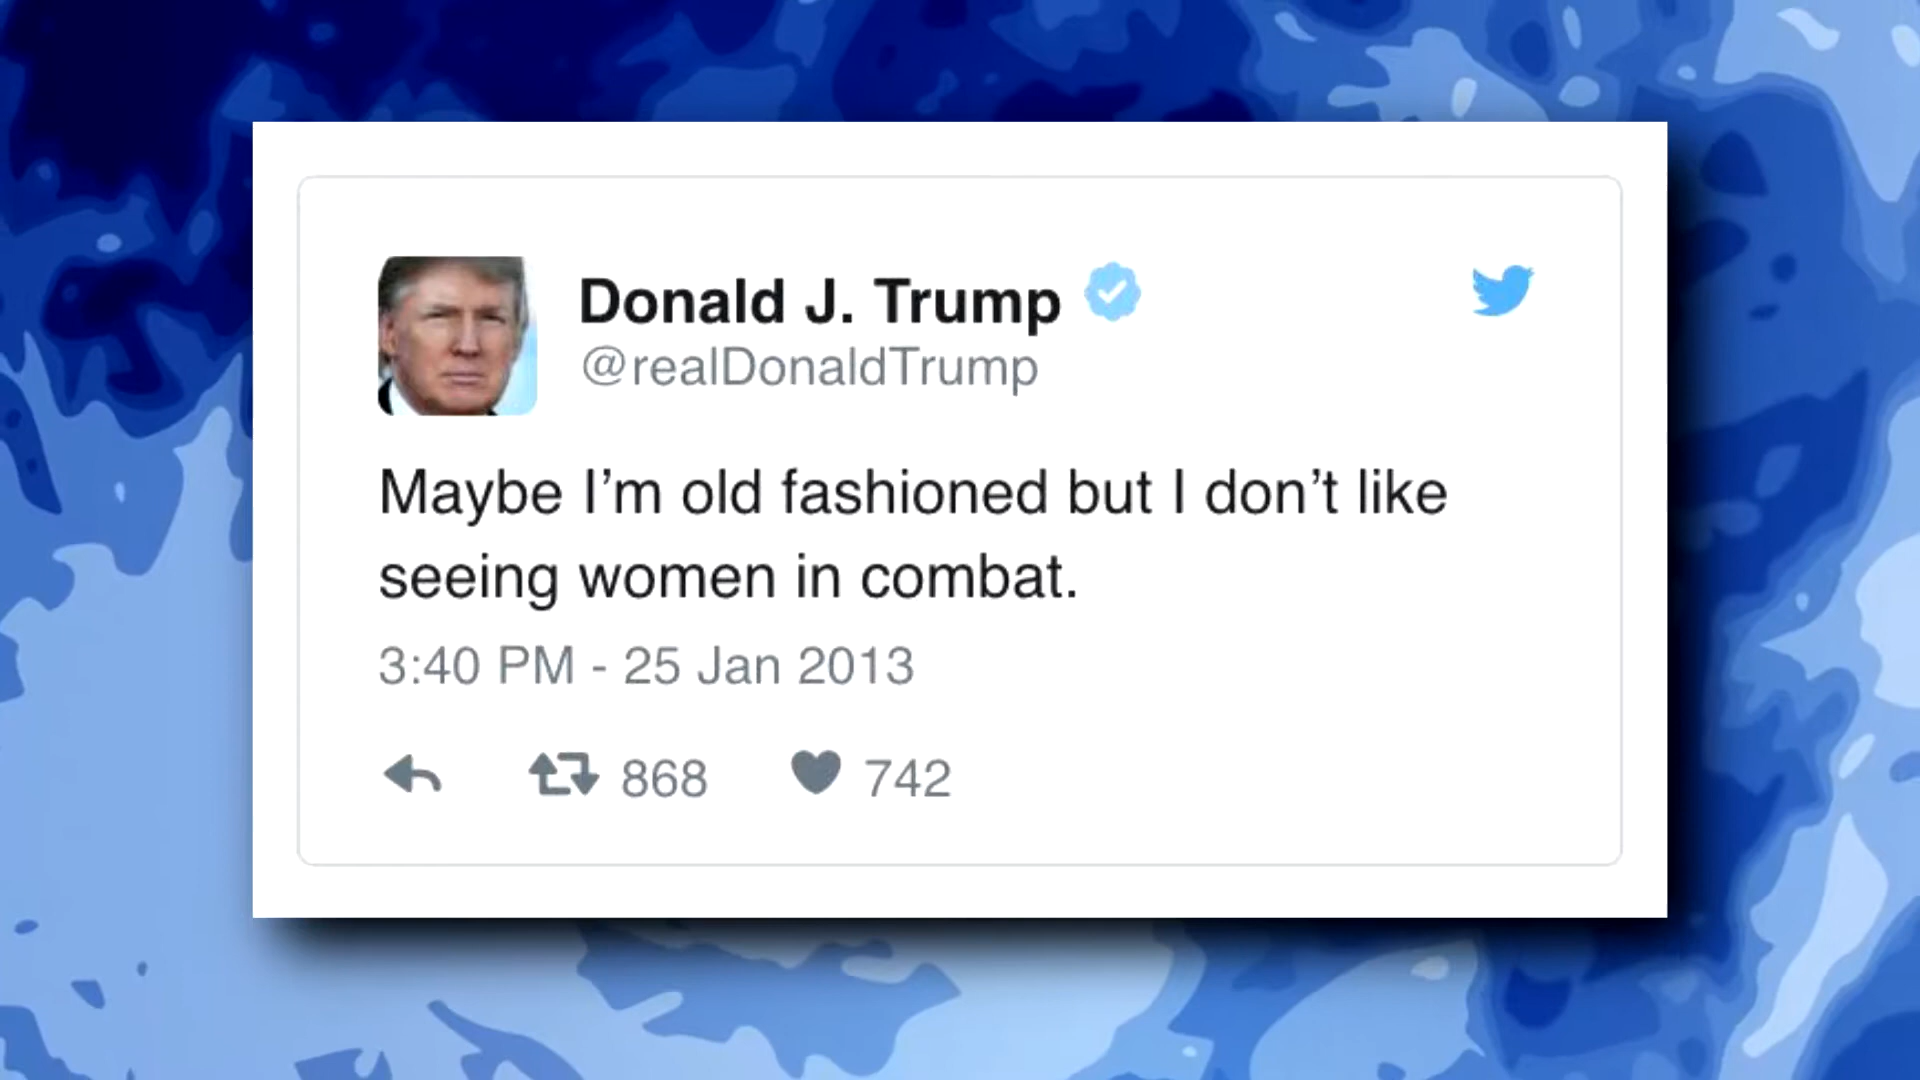 Donald J. Trump
@realDonaldTrump
Maybe I’m old fashioned but I don’t like
seeing women in combat.
3:40 PM - 25 Jan 2013
868 742